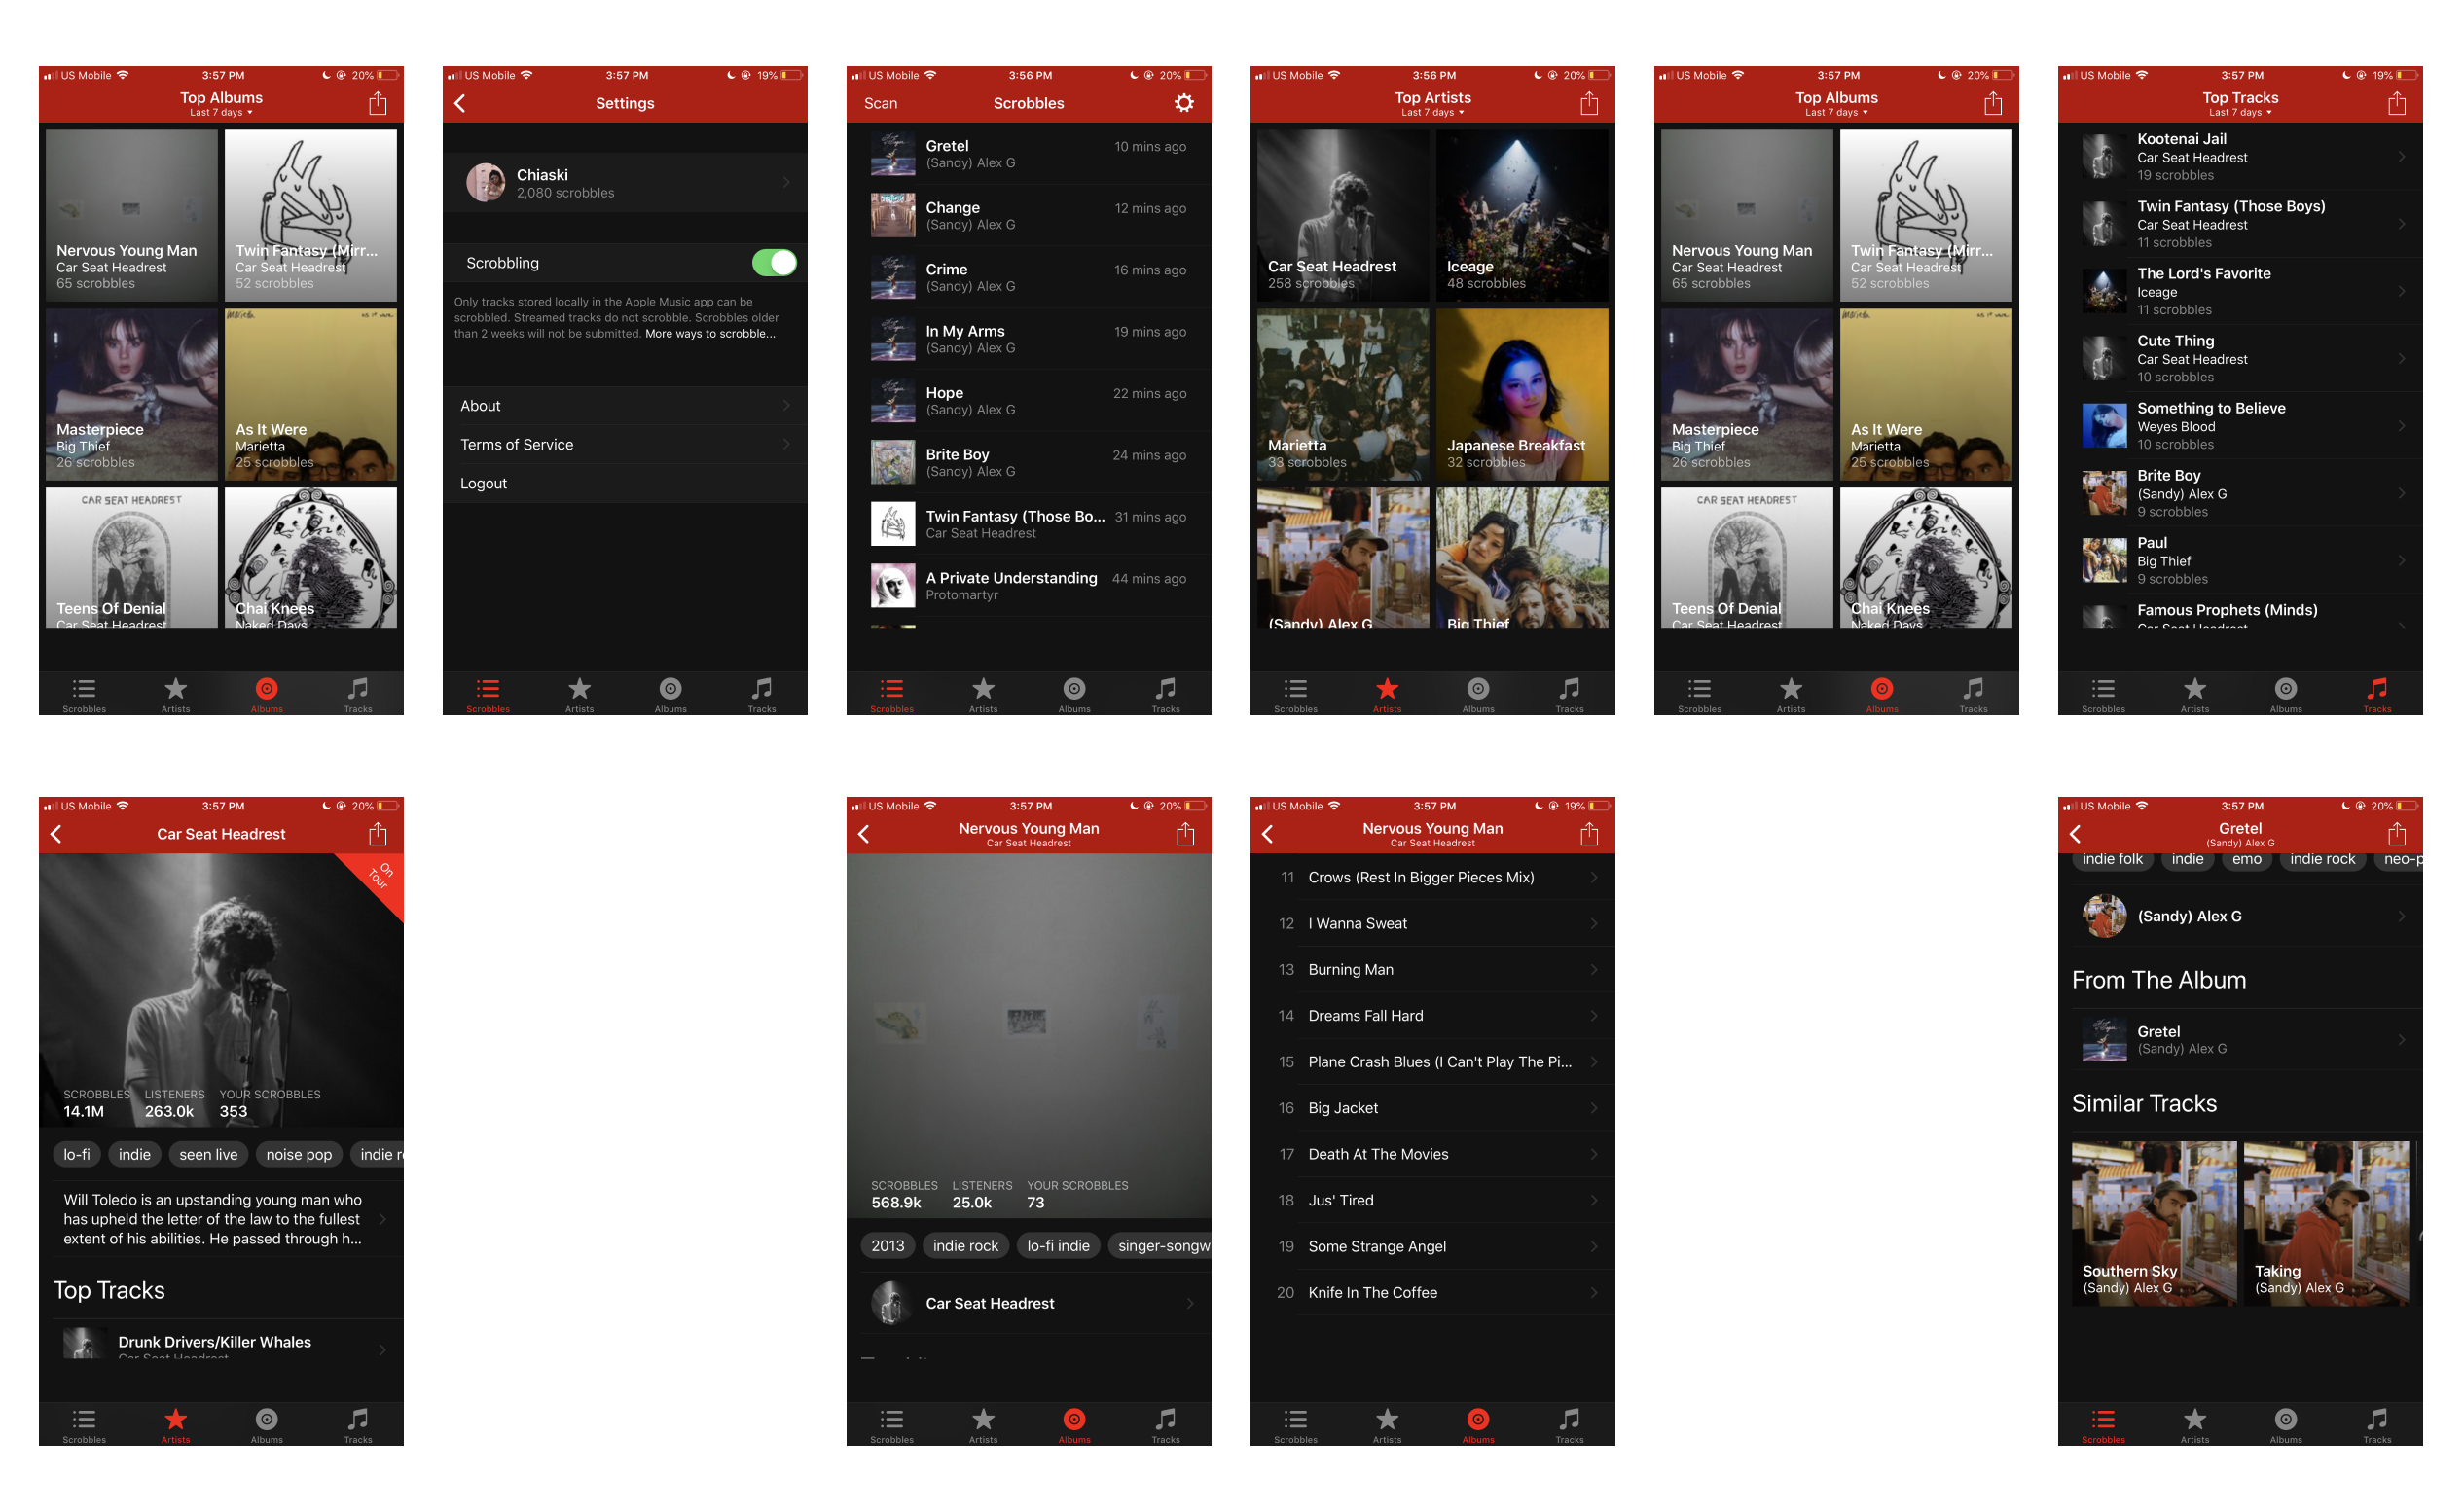 US Mobile 3:57 PM 20%
Top Albums
Last 7 days
Nervous Young Man
Car Seat Headrest
65 scrobbles
Twin Fantasy (Mirr...
Car Seat Headrest
52 scrobbles
Masterpiece
Big Thief
26 scrobbles
As It Were
Marietta
25 scrobbles
CAR SEAT HEADREST
Teens Of Denial
Car Seat Headrest
Chai Knees
Naked Days
Scrobbles Artists Albums Tracks
US Mobile 3:57 PM 19%
Settings
Chiaski
2,080 scrobbles
Scrobbling
Only tracks stored locally in the Apple Music app can be
scrobbled. Streamed tracks do not scrobble. Scrobbles older
than 2 weeks will not be submitted. More ways to scrobble...
About
Terms of Service
Logout
Scrobbles Artists Albums Tracks
US Mobile 3:56 PM 20%
Scan Scrobbles
Gretel 10 mins ago
(Sandy) Alex G
Change 12 mins ago
(Sandy) Alex G
Crime 16 mins ago
(Sandy) Alex G
In My Arms 19 mins ago
(Sandy) Alex G
Hope 22 mins ago
(Sandy) Alex G
Brite Boy 24 mins ago
(Sandy) Alex G
Twin Fantasy (Those Bo... 31 mins ago
Car Seat Headrest
A Private Understanding 44 mins ago
Protomartyr
Scrobbles Artists Albums Tracks
US Mobile 3:56 PM 20%
Top Artists
Last 7 days
Car Seat Headrest
258 scrobbles
Iceage
48 scrobbles
Marietta
33 scrobbles
Japanese Breakfast
32 scrobbles
(Sandy) Alex G
Big Thief
Scrobbles Artists Albums Tracks
US Mobile 3:57 PM 20%
Top Albums
Last 7 days
Nervous Young Man
Car Seat Headrest
65 scrobbles
Twin Fantasy (Mirr...
Car Seat Headrest
52 scrobbles
Masterpiece
Big Thief
26 scrobbles
As It Were
Marietta
25 scrobbles
CAR SEAT HEADREST
Teens Of Denial
Car Seat Headrest
Chai Knees
Naked Days
Scrobbles Artists Albums Tracks
US Mobile 3:57 PM 19%
Top Tracks
Last 7 days
Kootenai Jail
Car Seat Headrest
19 scrobbles
Twin Fantasy (Those Boys)
Car Seat Headrest
11 scrobbles
The Lord's Favorite
Iceage
11 scrobbles
Cute Thing
Car Seat Headrest
10 scrobbles
Something to Believe
Weyes Blood
10 scrobbles
Brite Boy
(Sandy) Alex G
9 scrobbles
Paul
Big Thief
9 scrobbles
Famous Prophets (Minds)
Car Seat Headrest
Scrobbles Artists Albums Tracks
US Mobile 3:57 PM 20%
Car Seat Headrest
On
Tour
SCROBBLES LISTENERS YOUR SCROBBLES
14.1M 263.0k 353
lo-fi indie seen live noise pop indie r
Will Toledo is an upstanding young man who
has upheld the letter of the law to the fullest
extent of his abilities. He passed through h...
Top Tracks
Drunk Drivers/Killer Whales
Car Seat Headrest
Scrobbles Artists Albums Tracks
US Mobile 3:57 PM 20%
Nervous Young Man
Car Seat Headrest
SCROBBLES LISTENERS YOUR SCROBBLES
568.9k 25.0k 73
2013 indie rock lo-fi indie singer-songw
Car Seat Headrest
Scrobbles Artists Albums Tracks
US Mobile 3:57 PM 19%
Nervous Young Man
Car Seat Headrest
11 Crows (Rest In Bigger Pieces Mix)
12 I Wanna Sweat
13 Burning Man
14 Dreams Fall Hard
15 Plane Crash Blues (I Can't Play The Pi...
16 Big Jacket
17 Death At The Movies
18 Jus' Tired
19 Some Strange Angel
20 Knife In The Coffee
Scrobbles Artists Albums Tracks
US Mobile 3:57 PM 20%
Gretel
(Sandy) Alex G
indie folk indie emo indie rock neo-p
(Sandy) Alex G
From The Album
Gretel
(Sandy) Alex G
Similar Tracks
Southern Sky
(Sandy) Alex G
Taking
(Sandy) Alex G
Scrobbles Artists Albums Tracks